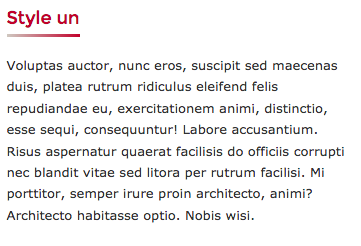 Style un
Voluptas auctor, nunc eros, suscipit sed maecenas
duis, platea rutrum ridiculus eleifend felis
repudiandae eu, exercitationem animi, distinctio,
esse sequi, consequuntur! Labore accusantium.
Risus aspernatur quaerat facilisis do officiis corrupti
nec blandit vitae sed litora per rutrum facilisi. Mi
porttitor, semper irure proin architecto, animi?
Architecto habitasse optio. Nobis wisi.